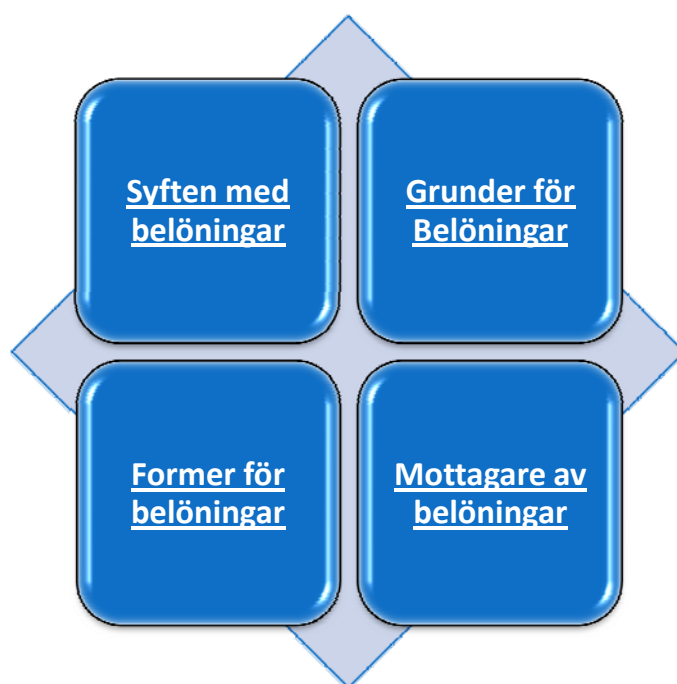 Syften med
belöningar
Grunder för
Belöningar
Former för
belöningar
Mottagare av
belöningar